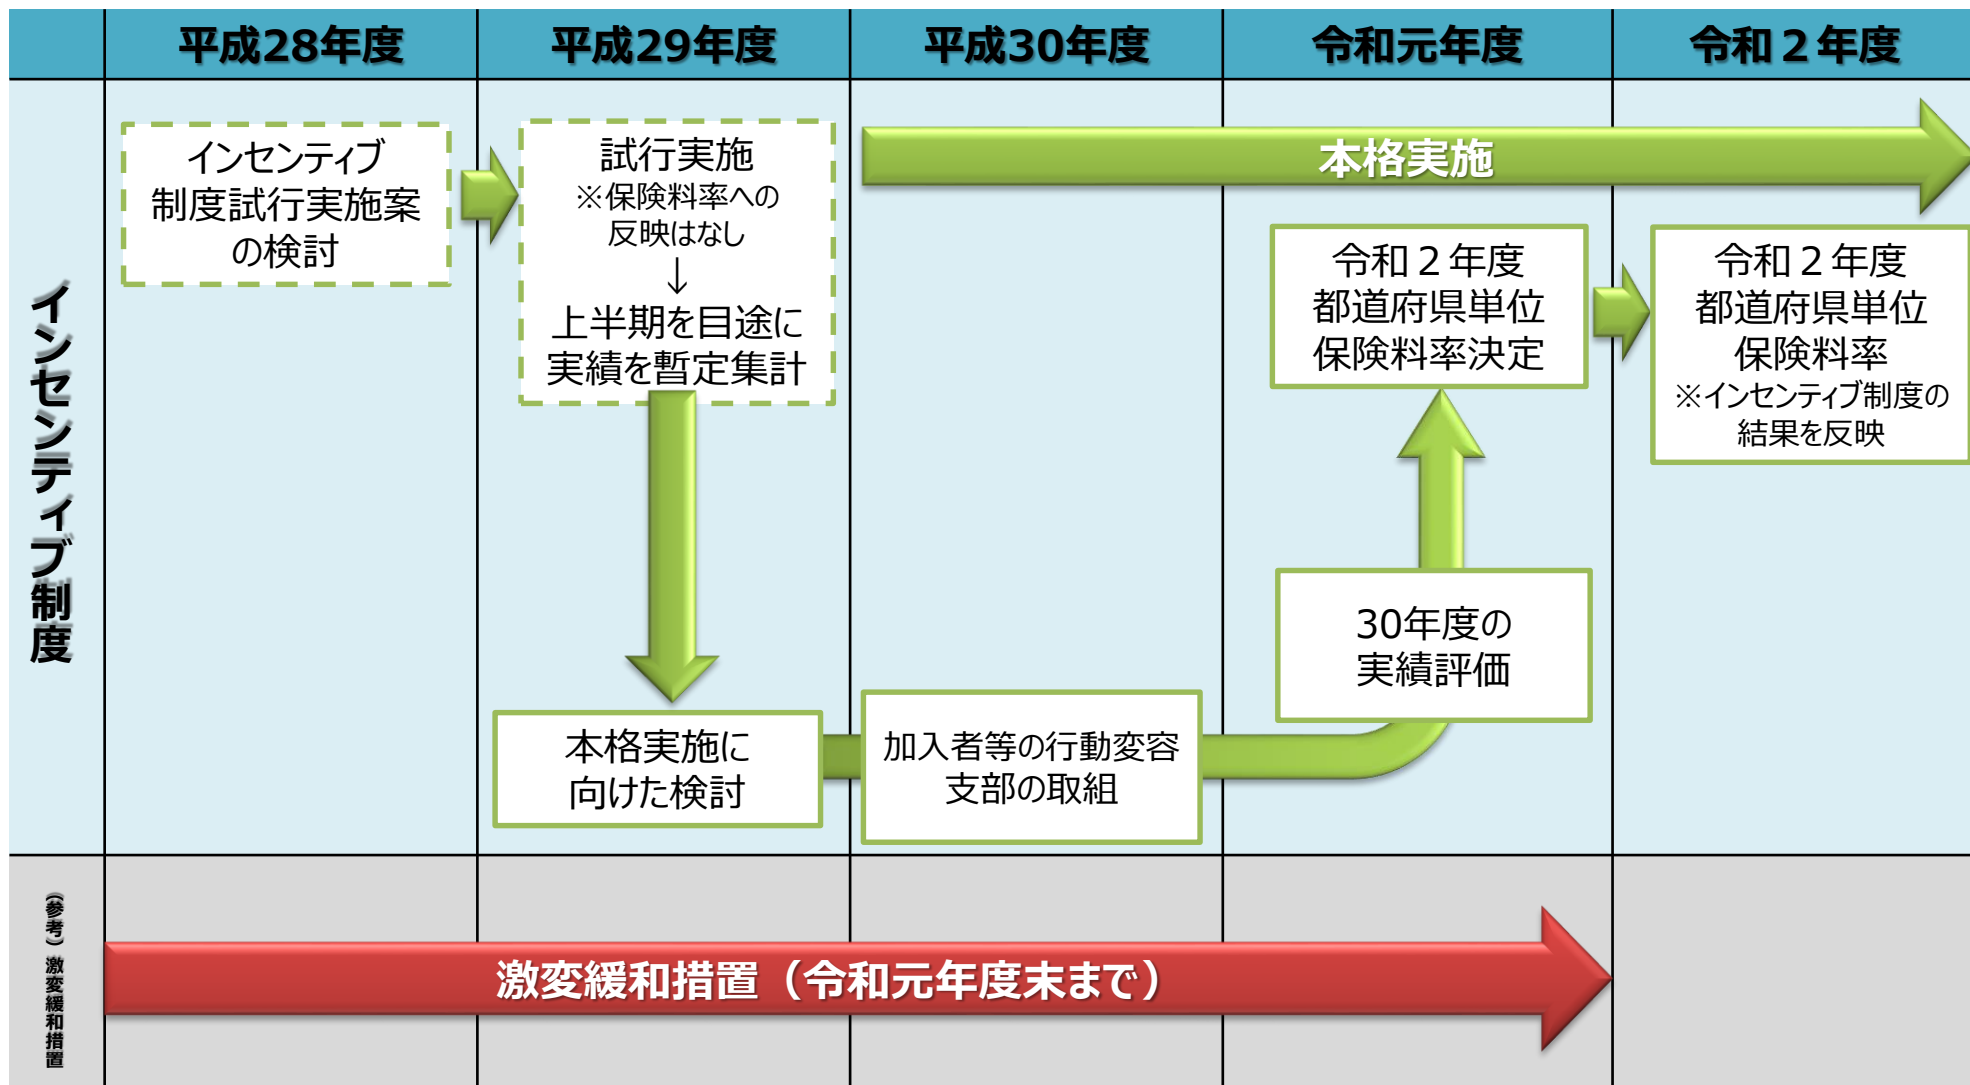 平成28年度
平成29年度
平成30年度
令和元年度
令和２年度
インセンティブ制度
インセンティブ
制度試行実施案
の検討
試行実施
※保険料率への
反映はなし
↓
上半期を目途に
実績を暫定集計
本格実施
令和２年度
都道府県単位
保険料率決定
令和２年度
都道府県単位
保険料率
※インセンティブ制度の
結果を反映
30年度の
実績評価
本格実施に
向けた検討
加入者等の行動変容
支部の取組
（参考）激変緩和措置
激変緩和措置（令和元年度末まで）